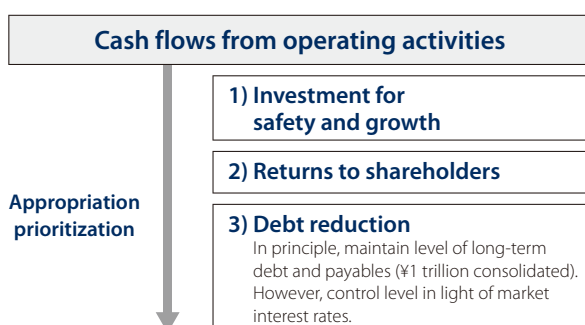 Cash flows from operating activities
1) Investment for
safety and growth
2) Returns to shareholders
Appropriation
prioritization
3) Debt reduction
In principle, maintain level of long-term
debt and payables (¥1 trillion consolidated).
However, control level in light of market
interest rates.